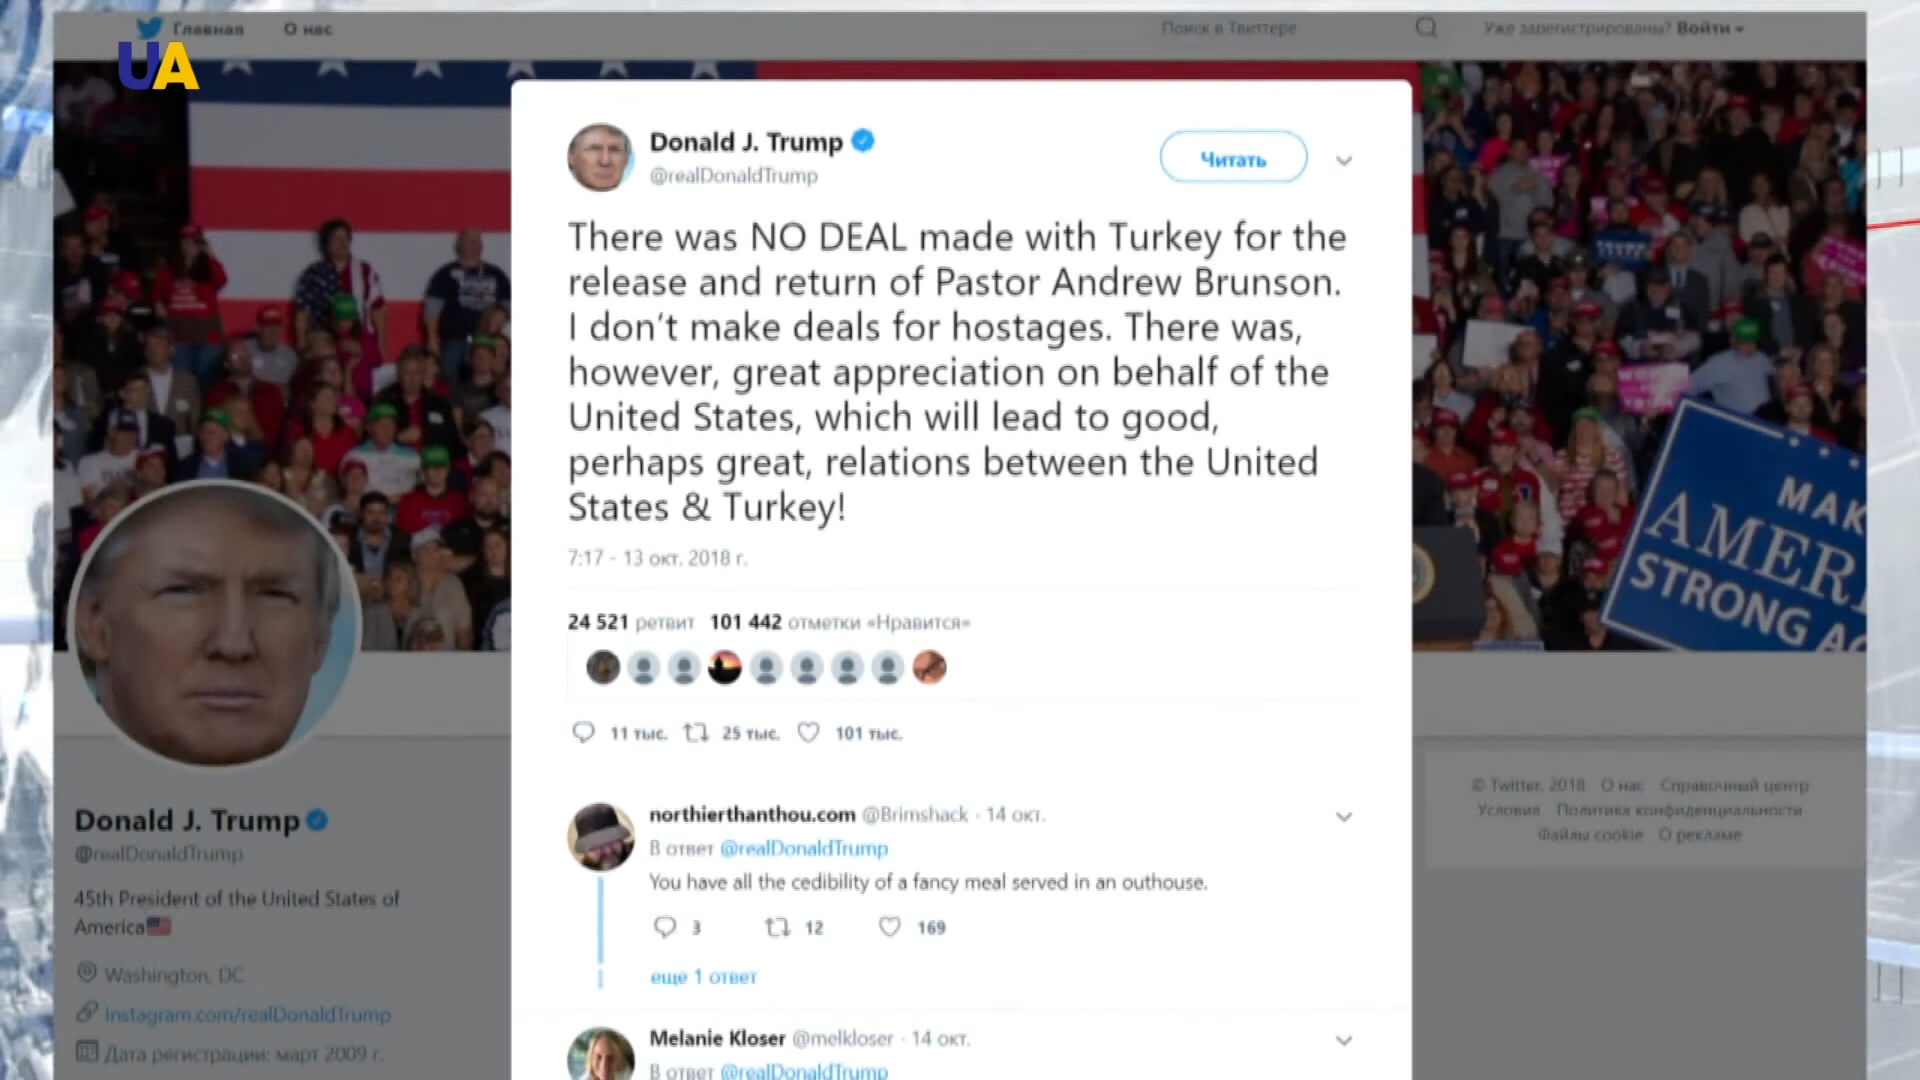 Главная О нас
Поиск в Твиттере
Уже зарегистрированы? Войти
UA
Donald J. Trump
@realDonaldTrump
Читать
There was NO DEAL made with Turkey for the
release and return of Pastor Andrew Brunson.
I don't make deals for hostages. There was,
however, great appreciation on behalf of the
United States, which will lead to good,
perhaps great, relations between the United
States & Turkey!
7:17 - 13 окт. 2018 г.
24 521 ретвит 101 442 отметки «Нравится»
11 тыс. 25 тыс. 101 тыс.
northierthanthou.com @Brimshack · 14 окт.
В ответ @realDonaldTrump
You have all the cedibility of a fancy meal served in an outhouse.
3 12 169
еще 1 ответ
Melanie Kloser @melkloser · 14 окт.
В ответ @realDonaldTrump
Donald J. Trump
@realDonaldTrump
45th President of the United States of
America
Washington, DC
Instagram.com/realDonaldTrump
Дата регистрации: март 2009 г.
MAK
AMERI
STRONG AG
© Twitter, 2018 О нас Справочный центр
Условия Политика конфиденциальности
Файлы cookie О рекламе